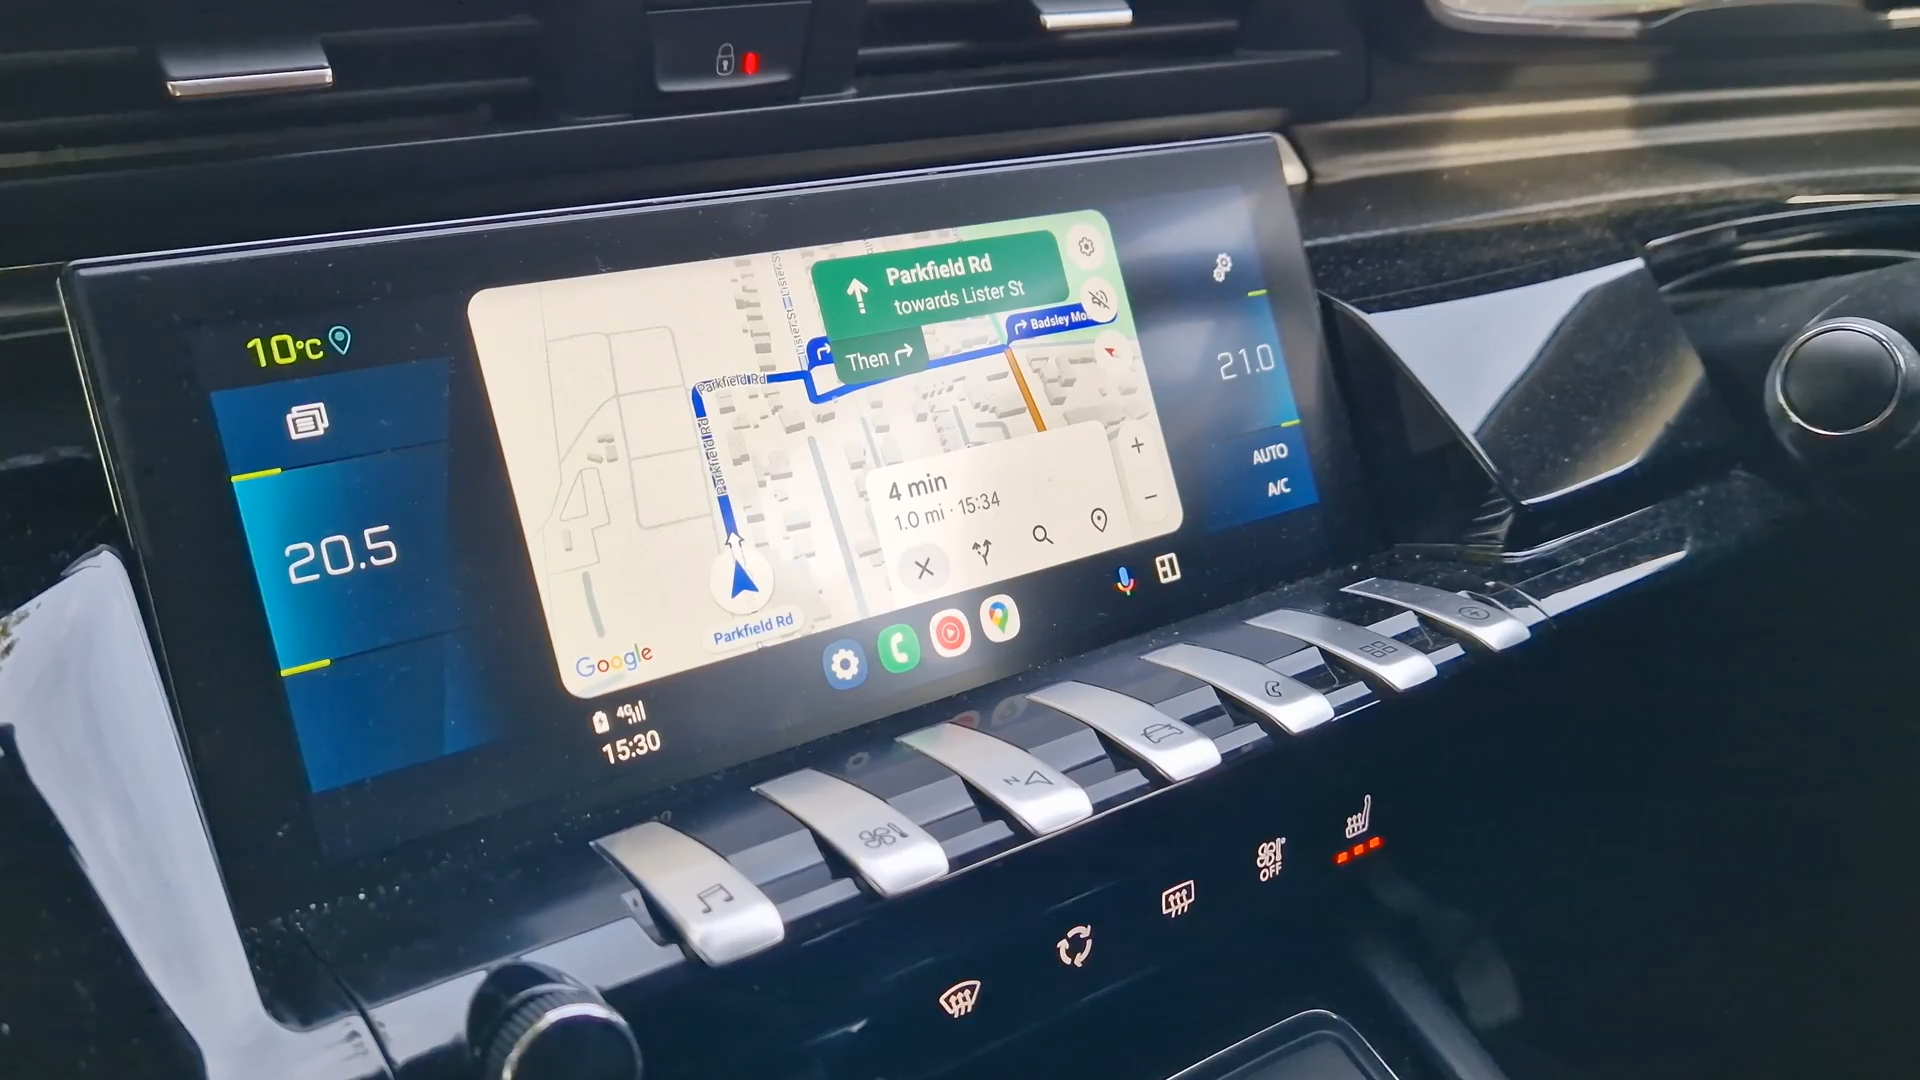 10°C
20.5
Parkfield Rd
towards Lister St
Then
Lister St
Lister St
Badsley Mo
Parkfield Rd
Parkfield Rd
4 min
1.0 mi · 15:34
Parkfield Rd
Google
4G
15:30
21.0
AUTO
A/C
N
OFF